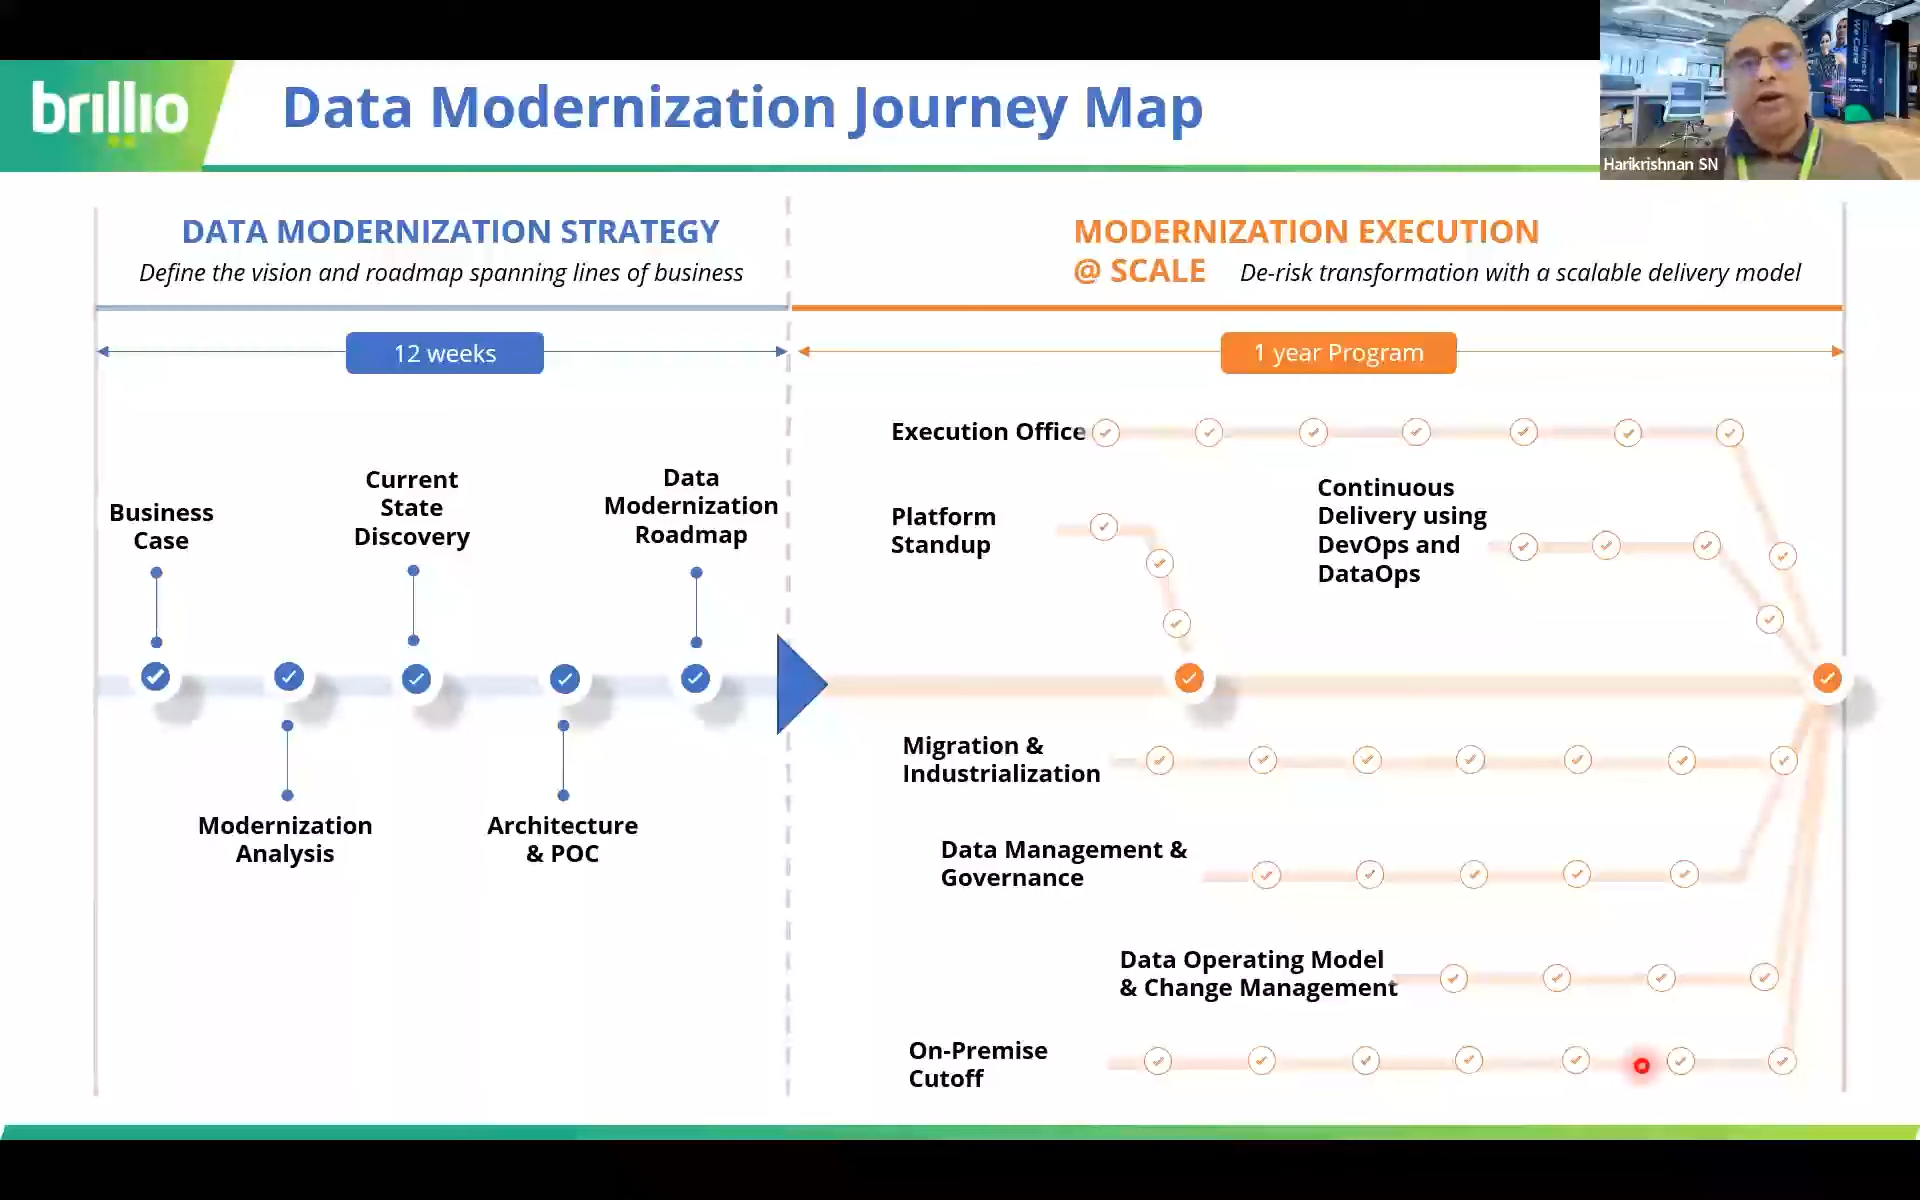 brillio
Data Modernization Journey Map
We Care
Harikrishnan SN
DATA MODERNIZATION STRATEGY
Define the vision and roadmap spanning lines of business
MODERNIZATION EXECUTION
@ SCALE De-risk transformation with a scalable delivery model
12 weeks
1 year Program
Business
Case
Current
State
Discovery
Data
Modernization
Roadmap
Modernization
Analysis
Architecture
& POC
Execution Office
Platform
Standup
Continuous
Delivery using
DevOps and
DataOps
Migration &
Industrialization
Data Management &
Governance
Data Operating Model
& Change Management
On-Premise
Cutoff